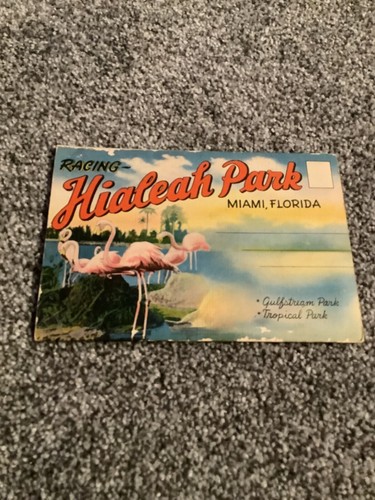 RACING-
Hialeah Park
MIAMI, FLORIDA
• Gulfstream Park
• Tropical Park